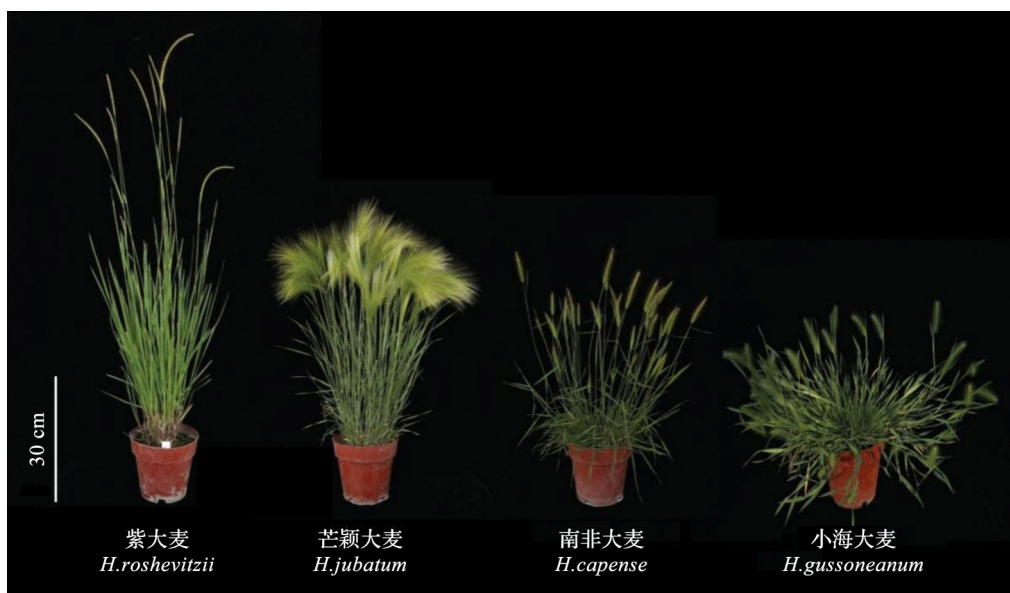 30 cm
紫大麦
H.roshevitzii
芒颖大麦
H.jubatum
南非大麦
H.capense
小海大麦
H.gussoneanum